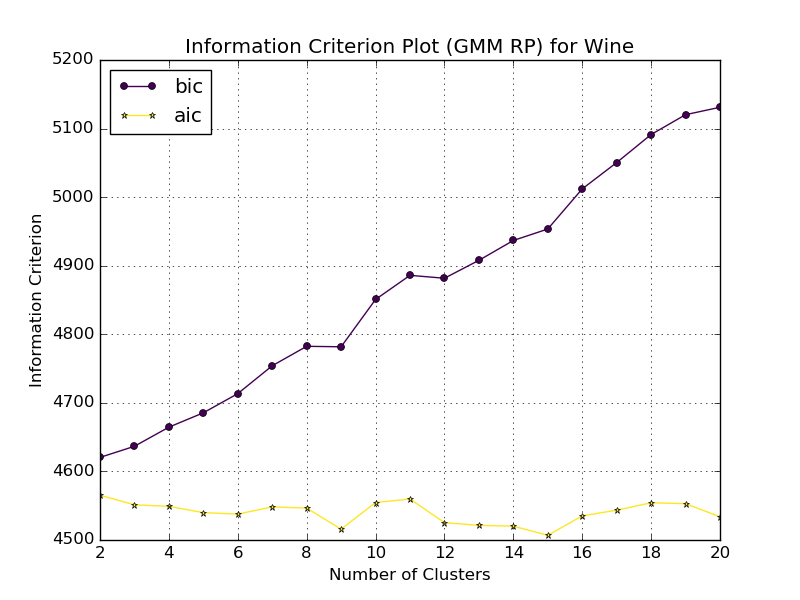 Information Criterion Plot (GMM RP) for Wine
5200
5100
5000
4900
4800
4700
4600
4500
bic
aic
Information Criterion
2 4 6 8 10 12 14 16 18 20
Number of Clusters